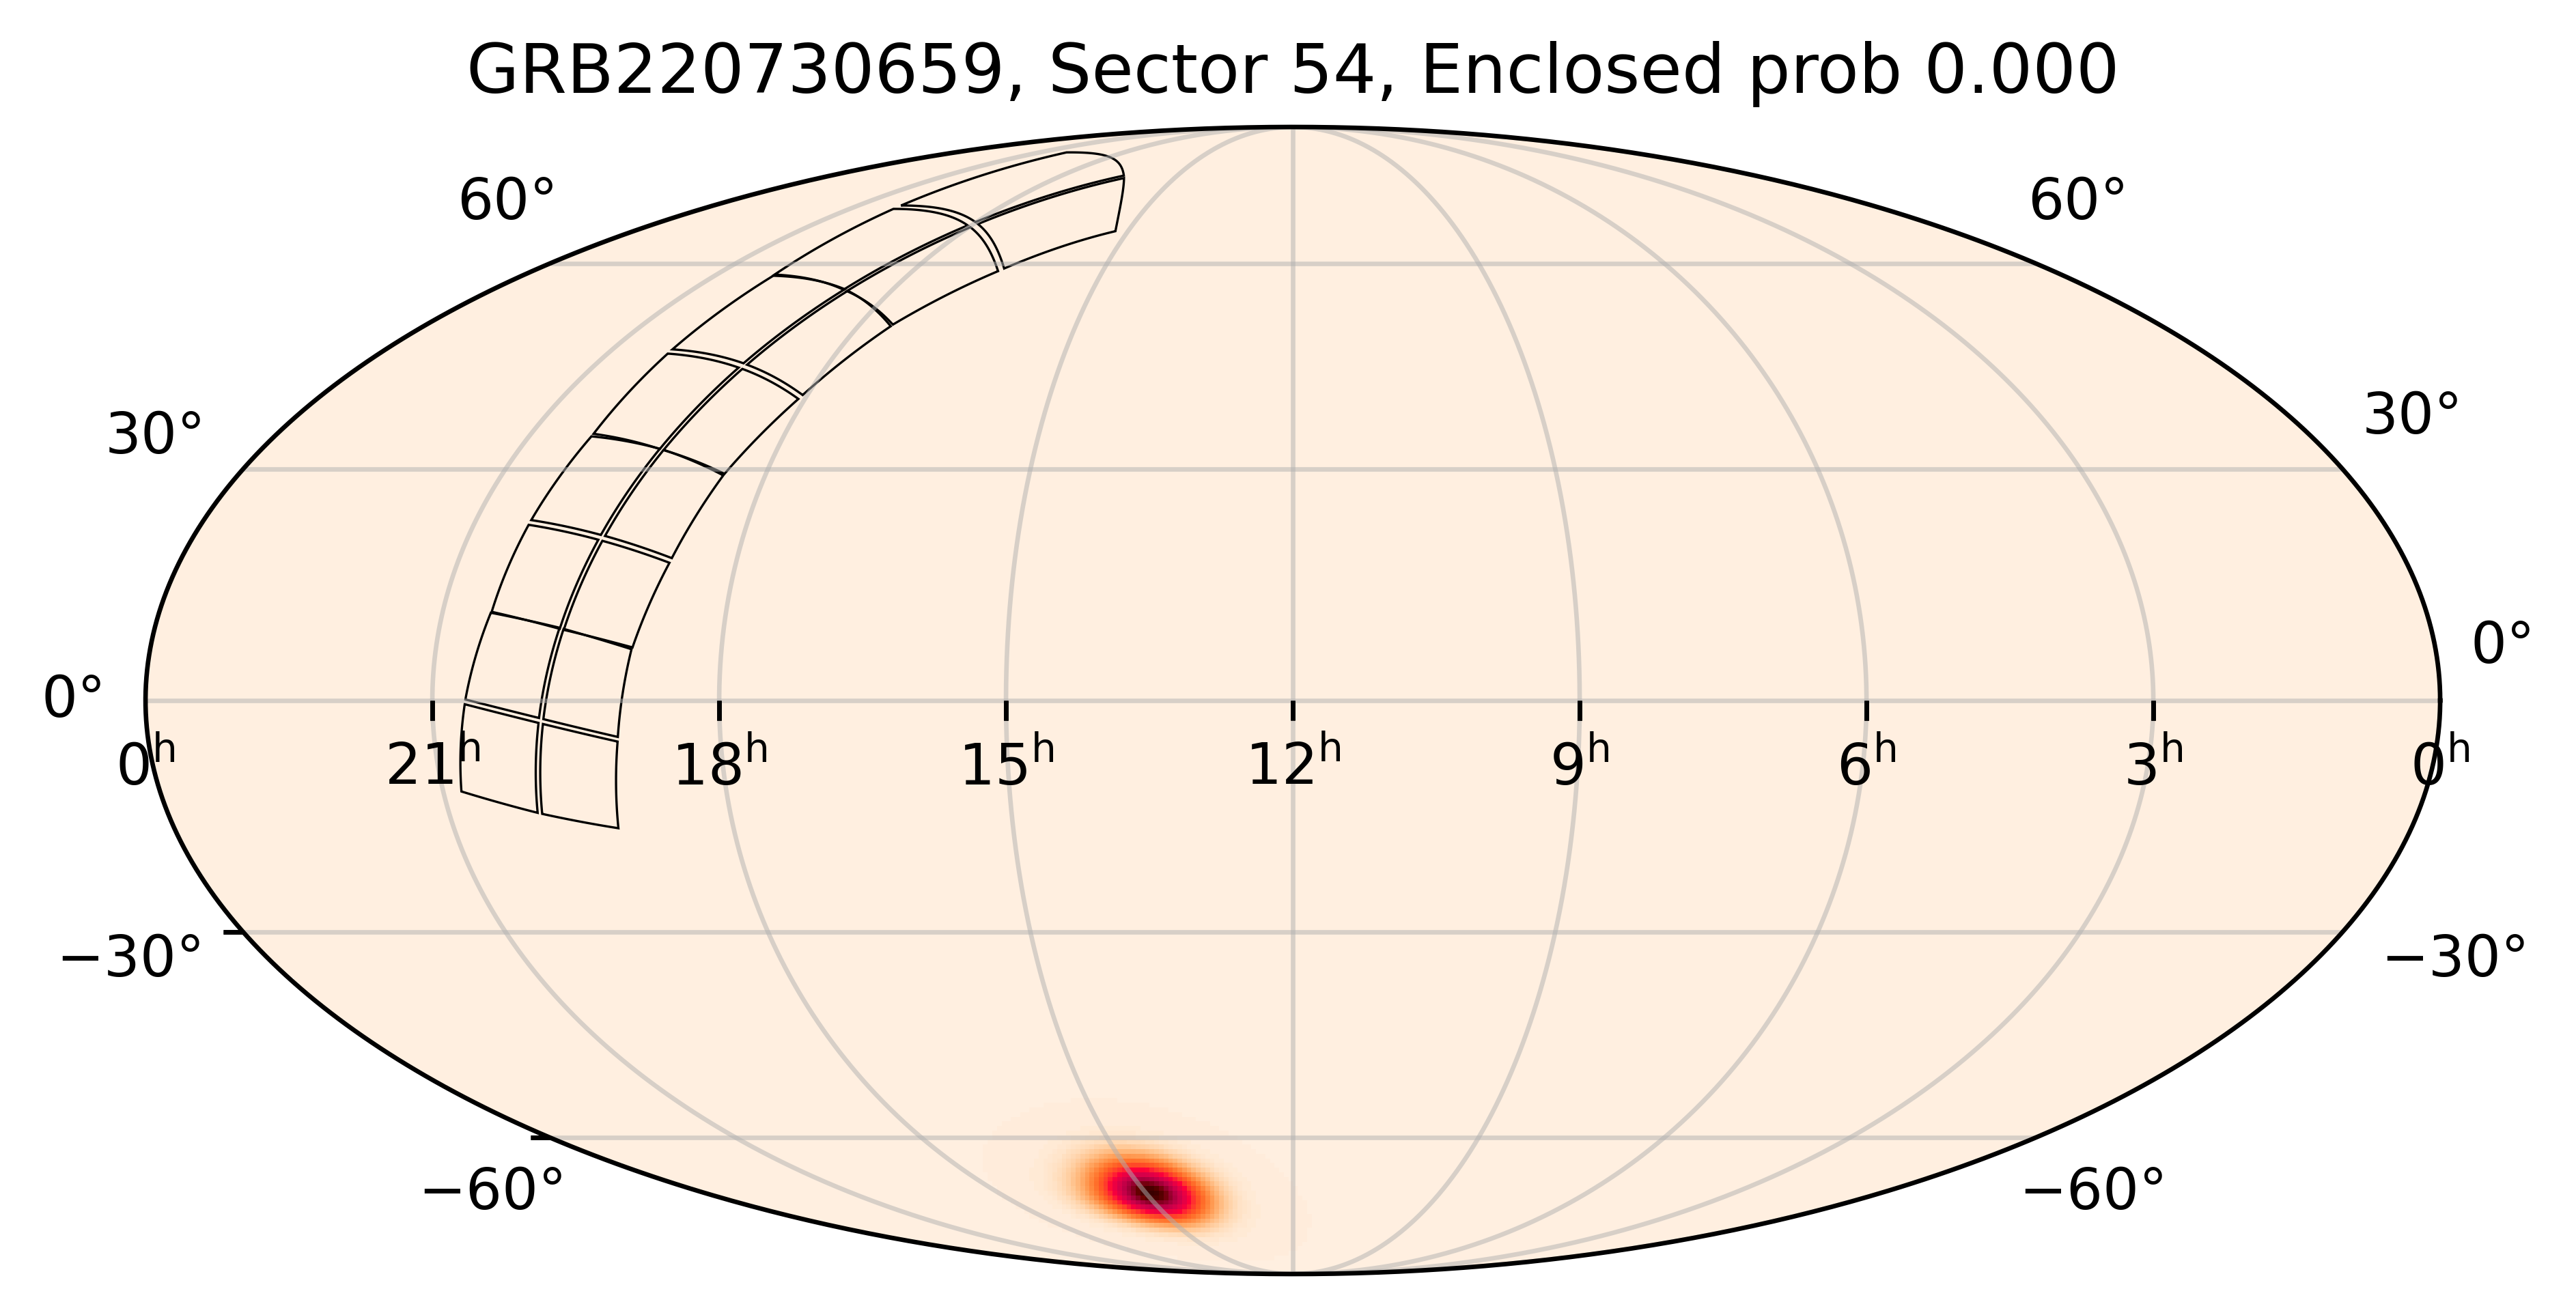 GRB220730659, Sector 54, Enclosed prob 0.000
60° 60°
30° 30°
0° 0°
0h 21h 18h 15h 12h 9h 6h 3h 0h
−30° −30°
−60° −60°